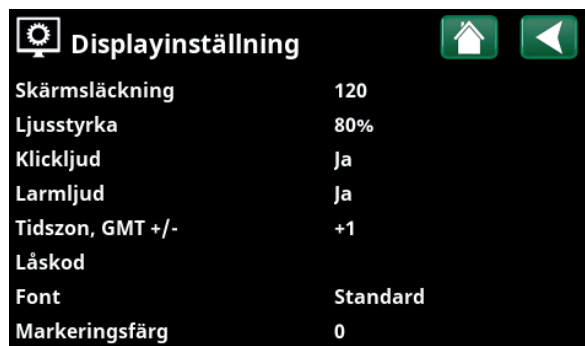 Displayinställning
Skärmsläckning 120
Ljusstyrka 80%
Klickljud Ja
Larmljud Ja
Tidszon, GMT +/- +1
Låskod
Font Standard
Markeringsfärg 0